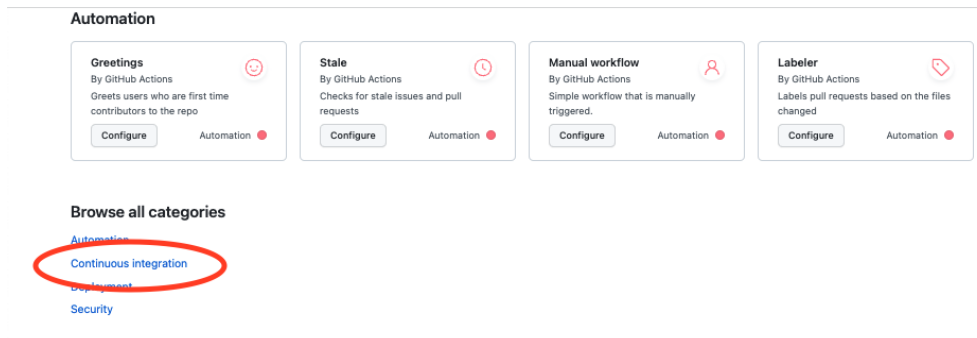 Automation
Greetings
By GitHub Actions
Greets users who are first time
contributors to the repo
Configure
Automation
Stale
By GitHub Actions
Checks for stale issues and pull
requests
Configure
Automation
Manual workflow
By GitHub Actions
Simple workflow that is manually
triggered.
Configure
Automation
Labeler
By GitHub Actions
Labels pull requests based on the files
changed
Configure
Automation
Browse all categories
Automation
Continuous integration
Deployment
Security